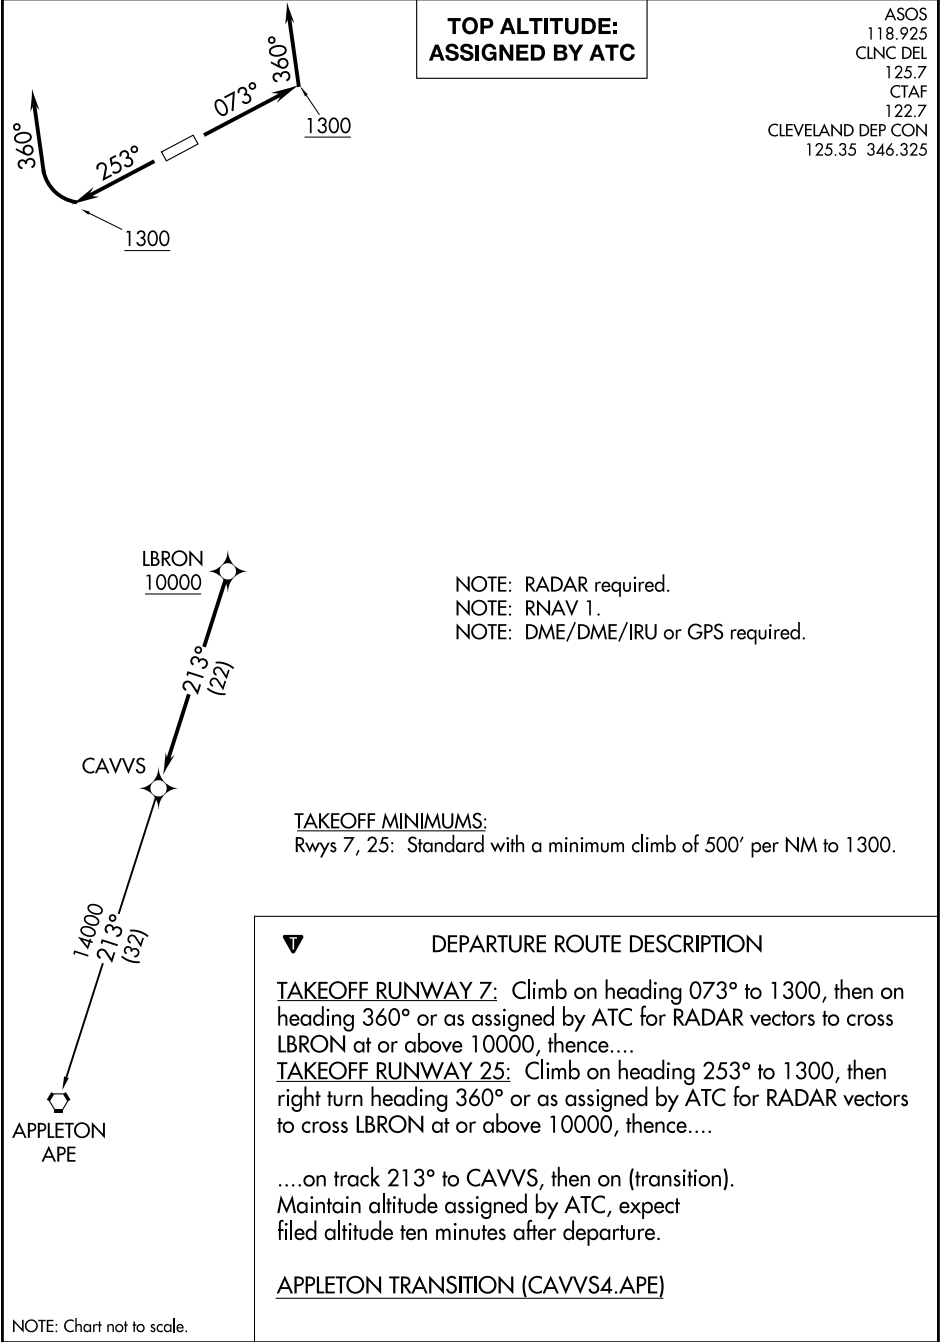 TOP ALTITUDE:
ASSIGNED BY ATC
ASOS
118.925
CLNC DEL
125.7
CTAF
122.7
CLEVELAND DEP CON
125.35 346.325
360°
073°
1300
360°
253°
1300
LBRON
10000
213°
(22)
CAVVS
14000
213°
(32)
APPLETON
APE
NOTE: RADAR required.
NOTE: RNAV 1.
NOTE: DME/DME/IRU or GPS required.
TAKEOFF MINIMUMS:
Rwys 7, 25: Standard with a minimum climb of 500' per NM to 1300.
T
DEPARTURE ROUTE DESCRIPTION
TAKEOFF RUNWAY 7: Climb on heading 073° to 1300, then on
heading 360° or as assigned by ATC for RADAR vectors to cross
LBRON at or above 10000, thence....
TAKEOFF RUNWAY 25: Climb on heading 253° to 1300, then
right turn heading 360° or as assigned by ATC for RADAR vectors
to cross LBRON at or above 10000, thence....
....on track 213° to CAVVS, then on (transition).
Maintain altitude assigned by ATC, expect
filed altitude ten minutes after departure.
APPLETON TRANSITION (CAVVS4.APE)
NOTE: Chart not to scale.